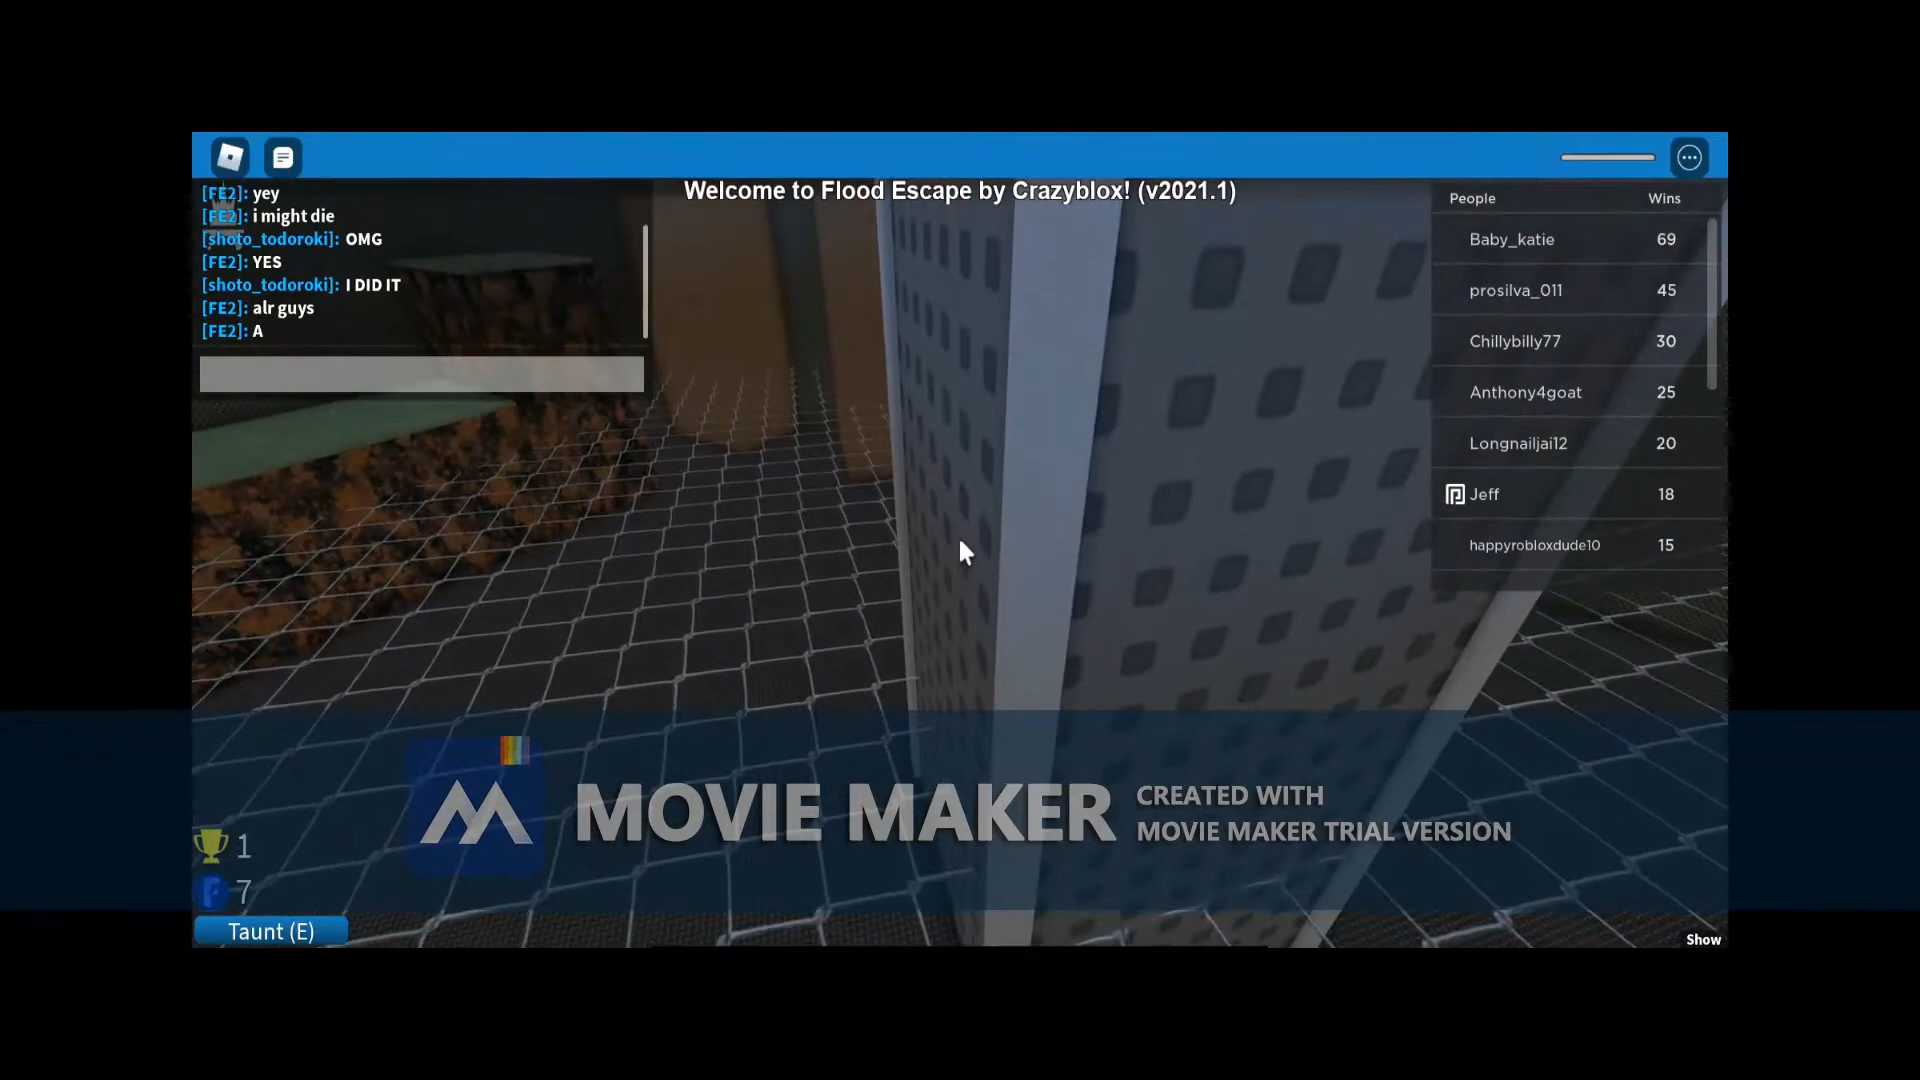 Welcome to Flood Escape by Crazyblox! (v2021.1)
[FE2]: yey
[FE2]: i might die
[shoto_todoroki]: OMG
[FE2]: YES
[shoto_todoroki]: I DID IT
[FE2]: alr guys
[FE2]: A
People Wins
Baby_katie 69
prosilva_011 45
Chillybilly77 30
Anthony4goat 25
Longnailjai12 20
Jeff 18
happyrobloxdude10 15
MOVIE MAKER
CREATED WITH
MOVIE MAKER TRIAL VERSION
1
7
Taunt (E)
Show